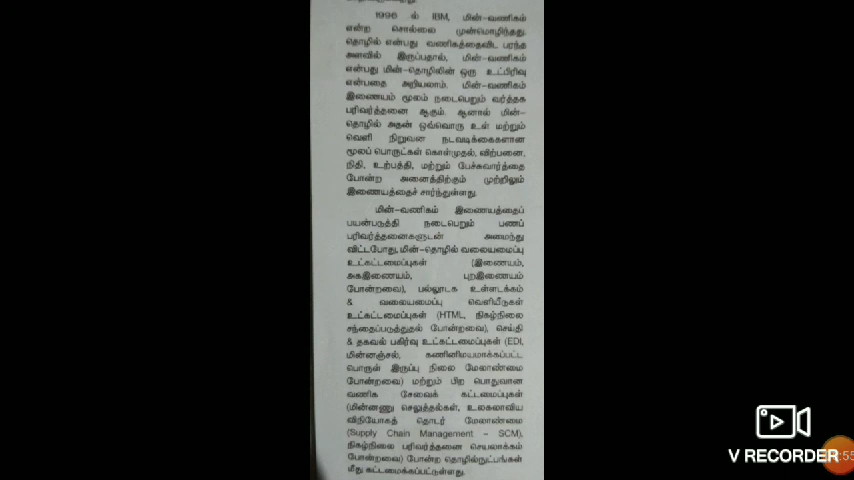 1996 ல் IBM, மின்-வணிகம்
என்ற சொல்லை முன்மொழிந்தது.
தொழில் என்பது வணிகத்தைவிட பரந்த
அளவில் இருப்பதால், மின்-வணிகம்
என்பது மின்-தொழிலின் ஒரு உட்பிரிவு
என்பதை அறியலாம். மின்-வணிகம்
இணையம் மூலம் நடைபெறும் வர்த்தக
பரிவர்த்தனை ஆகும். ஆனால் மின்-
தொழில் அதன் ஒவ்வொரு உள் மற்றும்
வெளி நிறுவன நடவடிக்கைகளான
மூலப் பொருட்கள் கொள்முதல், விற்பனை,
நிதி, உற்பத்தி, மற்றும் பேச்சுவார்த்தை
போன்ற அனைத்திற்கும் முற்றிலும்
இணையத்தைச் சார்ந்துள்ளது.
மின்-வணிகம் இணையத்தைப்
பயன்படுத்தி நடைபெறும் பணப்
பரிவர்த்தனைகளுடன் அமைந்து
விட்டபோது, மின்-தொழில் வலையமைப்பு
உட்கட்டமைப்புகள் (இணையம்,
அகஇணையம், புறஇணையம்
போன்றவை), பல்லூடக உள்ளடக்கம்
& வலையமைப்பு வெளியீடுகள்
உட்கட்டமைப்புகள் (HTML, நிகழ்நிலை
சந்தைப்படுத்துதல் போன்றவை), செய்தி
& தகவல் பகிர்வு உட்கட்டமைப்புகள் (EDI,
மின்னஞ்சல், கணினிமயமாக்கப்பட்ட
பொருள் இருப்பு நிலை மேலாண்மை
போன்றவை) மற்றும் பிற பொதுவான
வணிக சேவைக் கட்டமைப்புகள்
(மின்னணு செலுத்தல்கள், உலகலாவிய
விநியோகத் தொடர் மேலாண்மை
(Supply Chain Management – SCM),
நிகழ்நிலை பரிவர்த்தனை செயலாக்கம்
போன்றவை) போன்ற தொழில்நுட்பங்கள்
மீது கட்டமைக்கப்பட்டுள்ளது.
V RECORDER
:55